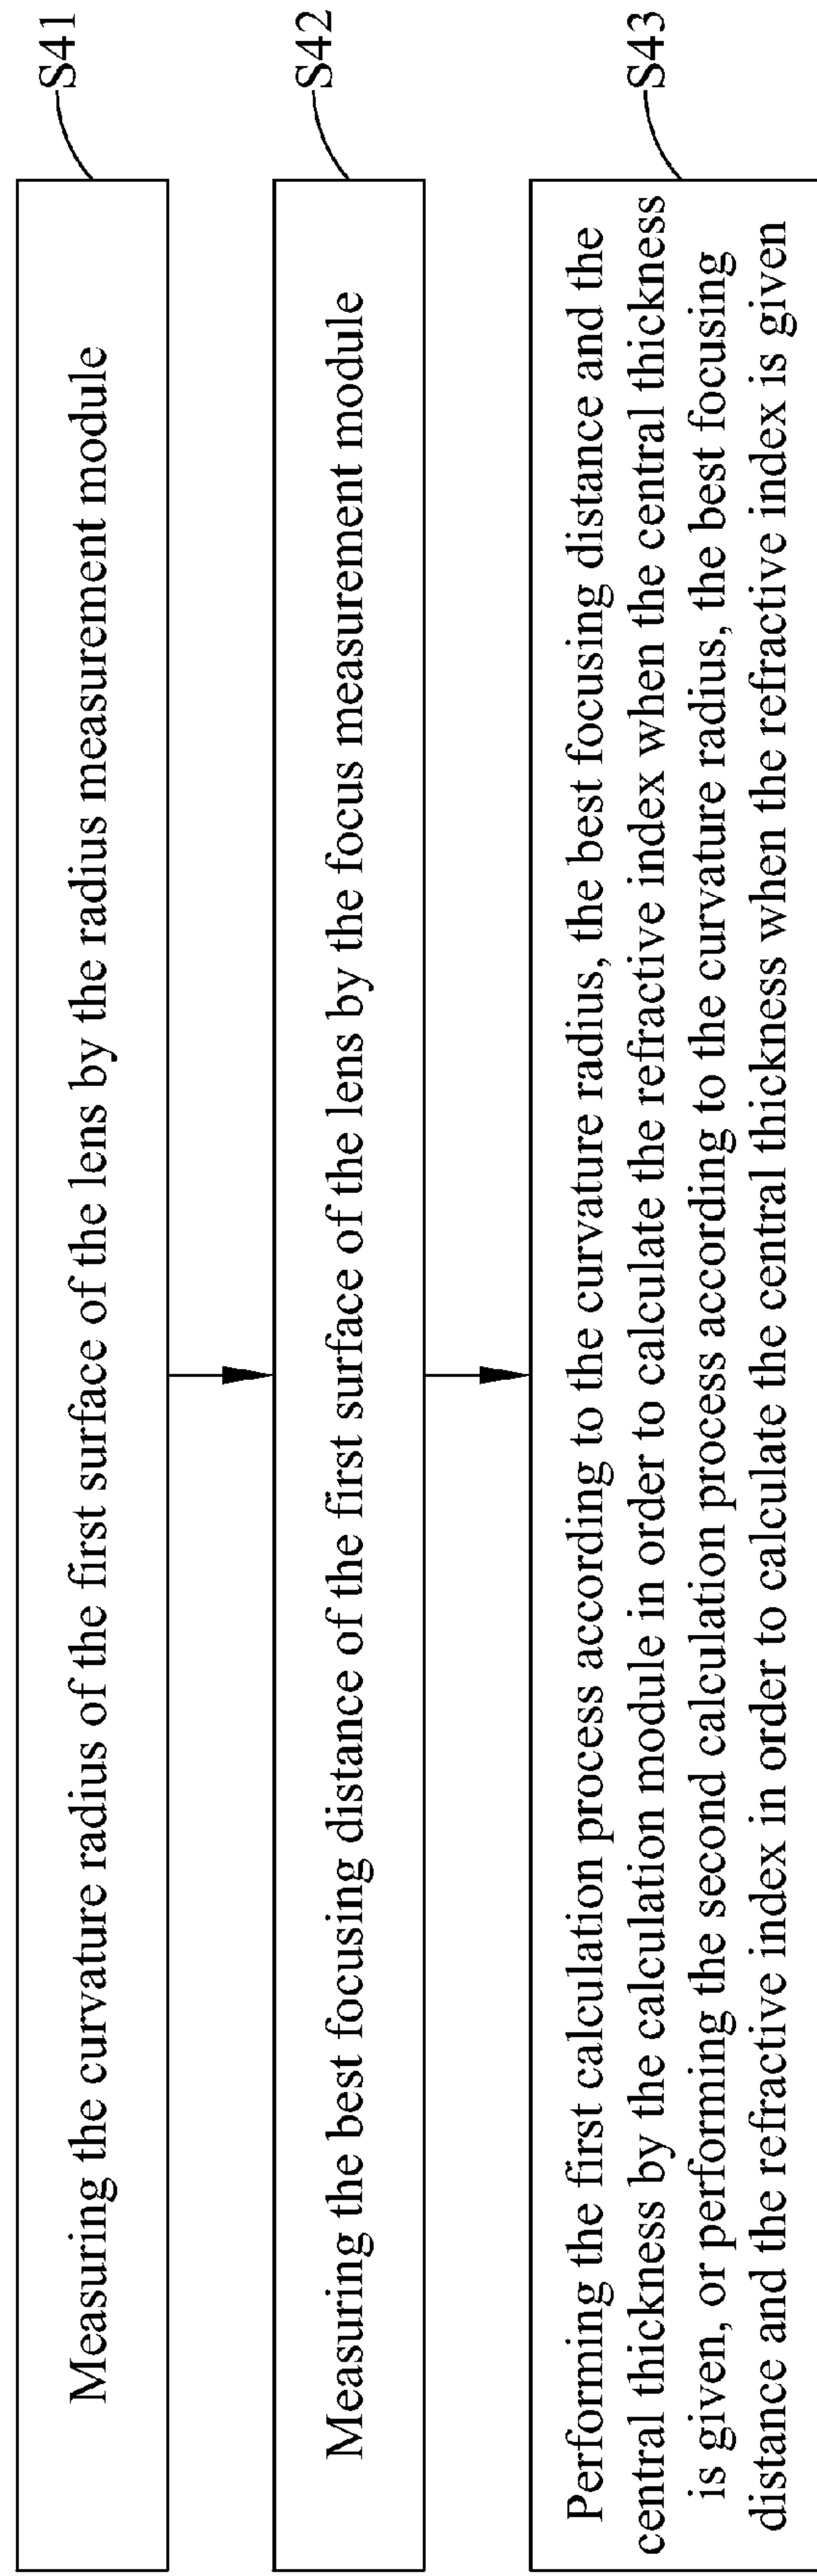 Measuring the curvature radius of the first surface of the lens by the radius measurement module
S41
Measuring the best focusing distance of the first surface of the lens by the focus measurement module
S42
Performing the first calculation process according to the curvature radius, the best focusing distance and the
central thickness by the calculation module in order to calculate the refractive index when the central thickness
is given, or performing the second calculation process according to the curvature radius, the best focusing
distance and the refractive index in order to calculate the central thickness when the refractive index is given
S43